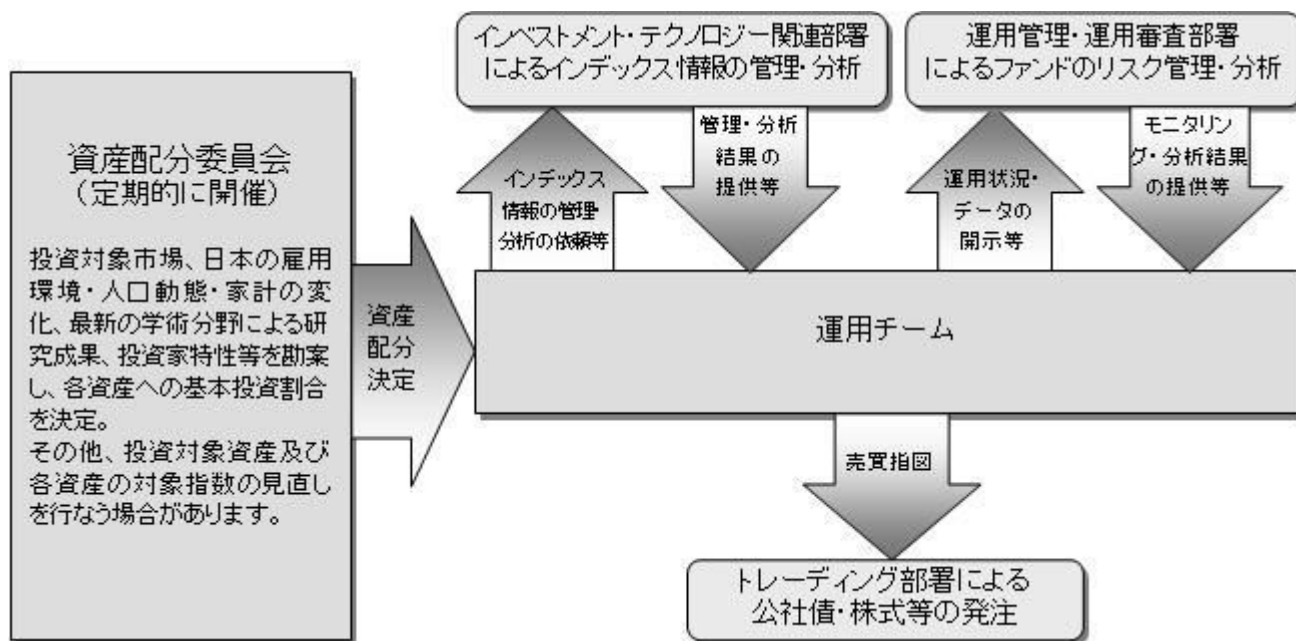 インベストメント・テクノロジー関連部署
によるインデックス情報の管理・分析
運用管理・運用審査部署
によるファンドのリスク管理・分析
資産配分委員会
（定期的に開催）
投資対象市場、日本の雇用
環境・人口動態・家計の変
化、最新の学術分野による研
究成果、投資家特性等を勘案
し、各資産への基本投資割合
を決定。
その他、投資対象資産及び
各資産の対象指数の見直し
を行なう場合があります。
資産
配分
決定
インデックス
情報の管理・
分析の依頼等
管理・分析
結果の
提供等
運用状況・
データの
開示等
モニタリン
グ・分析結果
の提供等
運用チーム
売買指図
トレーディング部署による
公社債・株式等の発注